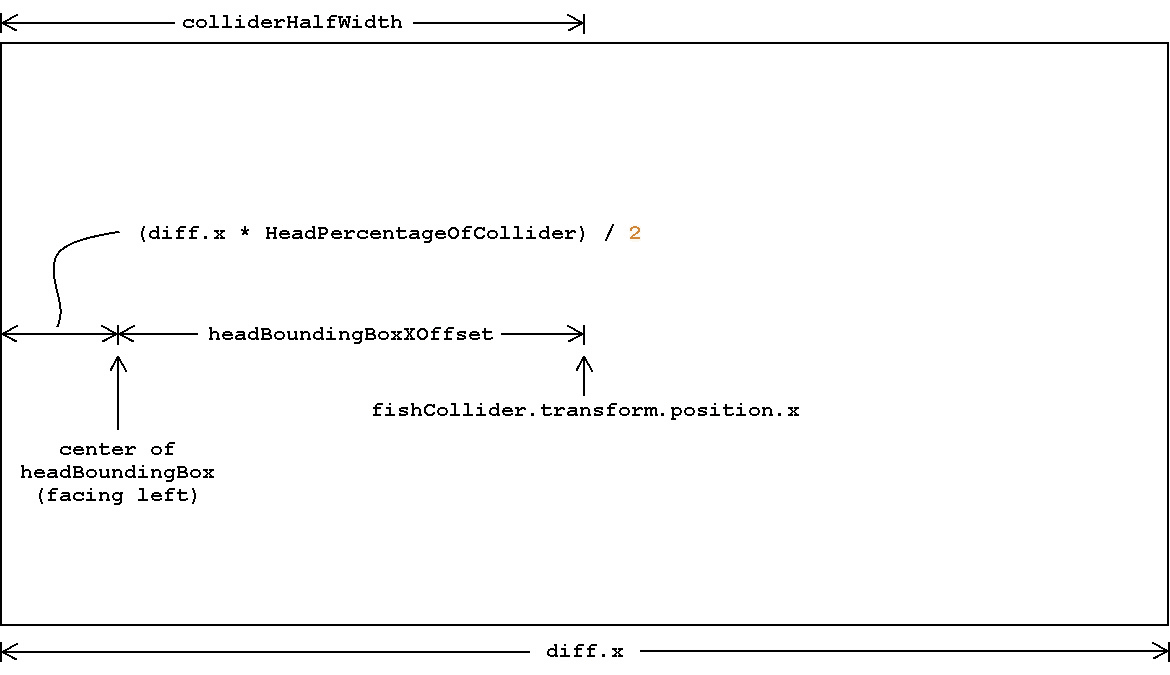 colliderHalfWidth
(diff.x * HeadPercentageOfCollider) / 2
headBoundingBoxXOffset
fishCollider.transform.position.x
center of
headBoundingBox
(facing left)
diff.x